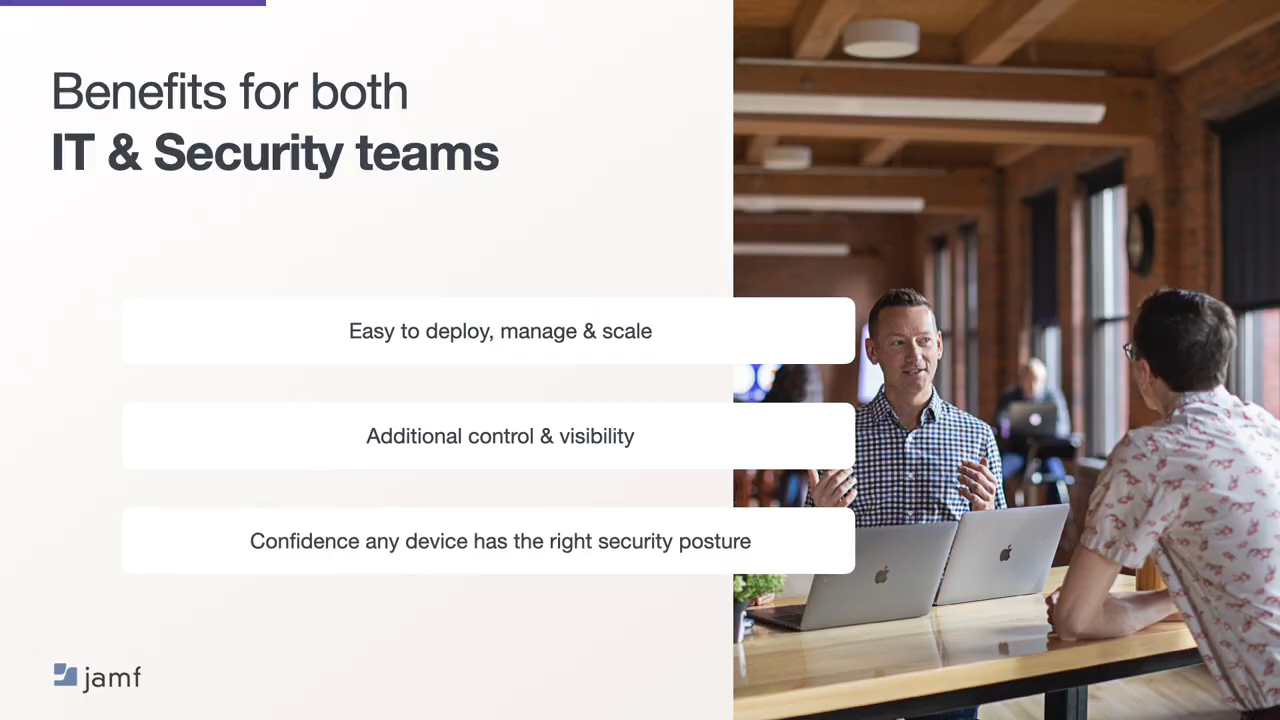 Benefits for both
IT & Security teams
Easy to deploy, manage & scale
Additional control & visibility
Confidence any device has the right security posture
jamf